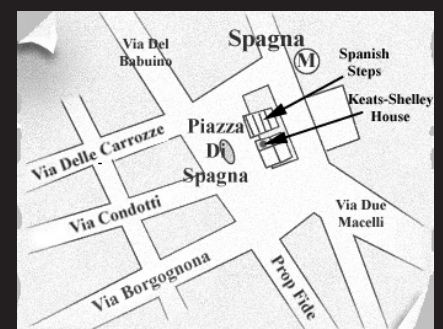 Via Del
Babuino
Spagna
M
Spanish
Steps
Keats-Shelley
House
Piazza
Di
Spagna
Via Delle Carrozze
Via Condotti
Via Due
Macelli
Via Borgognona
Prop Fide